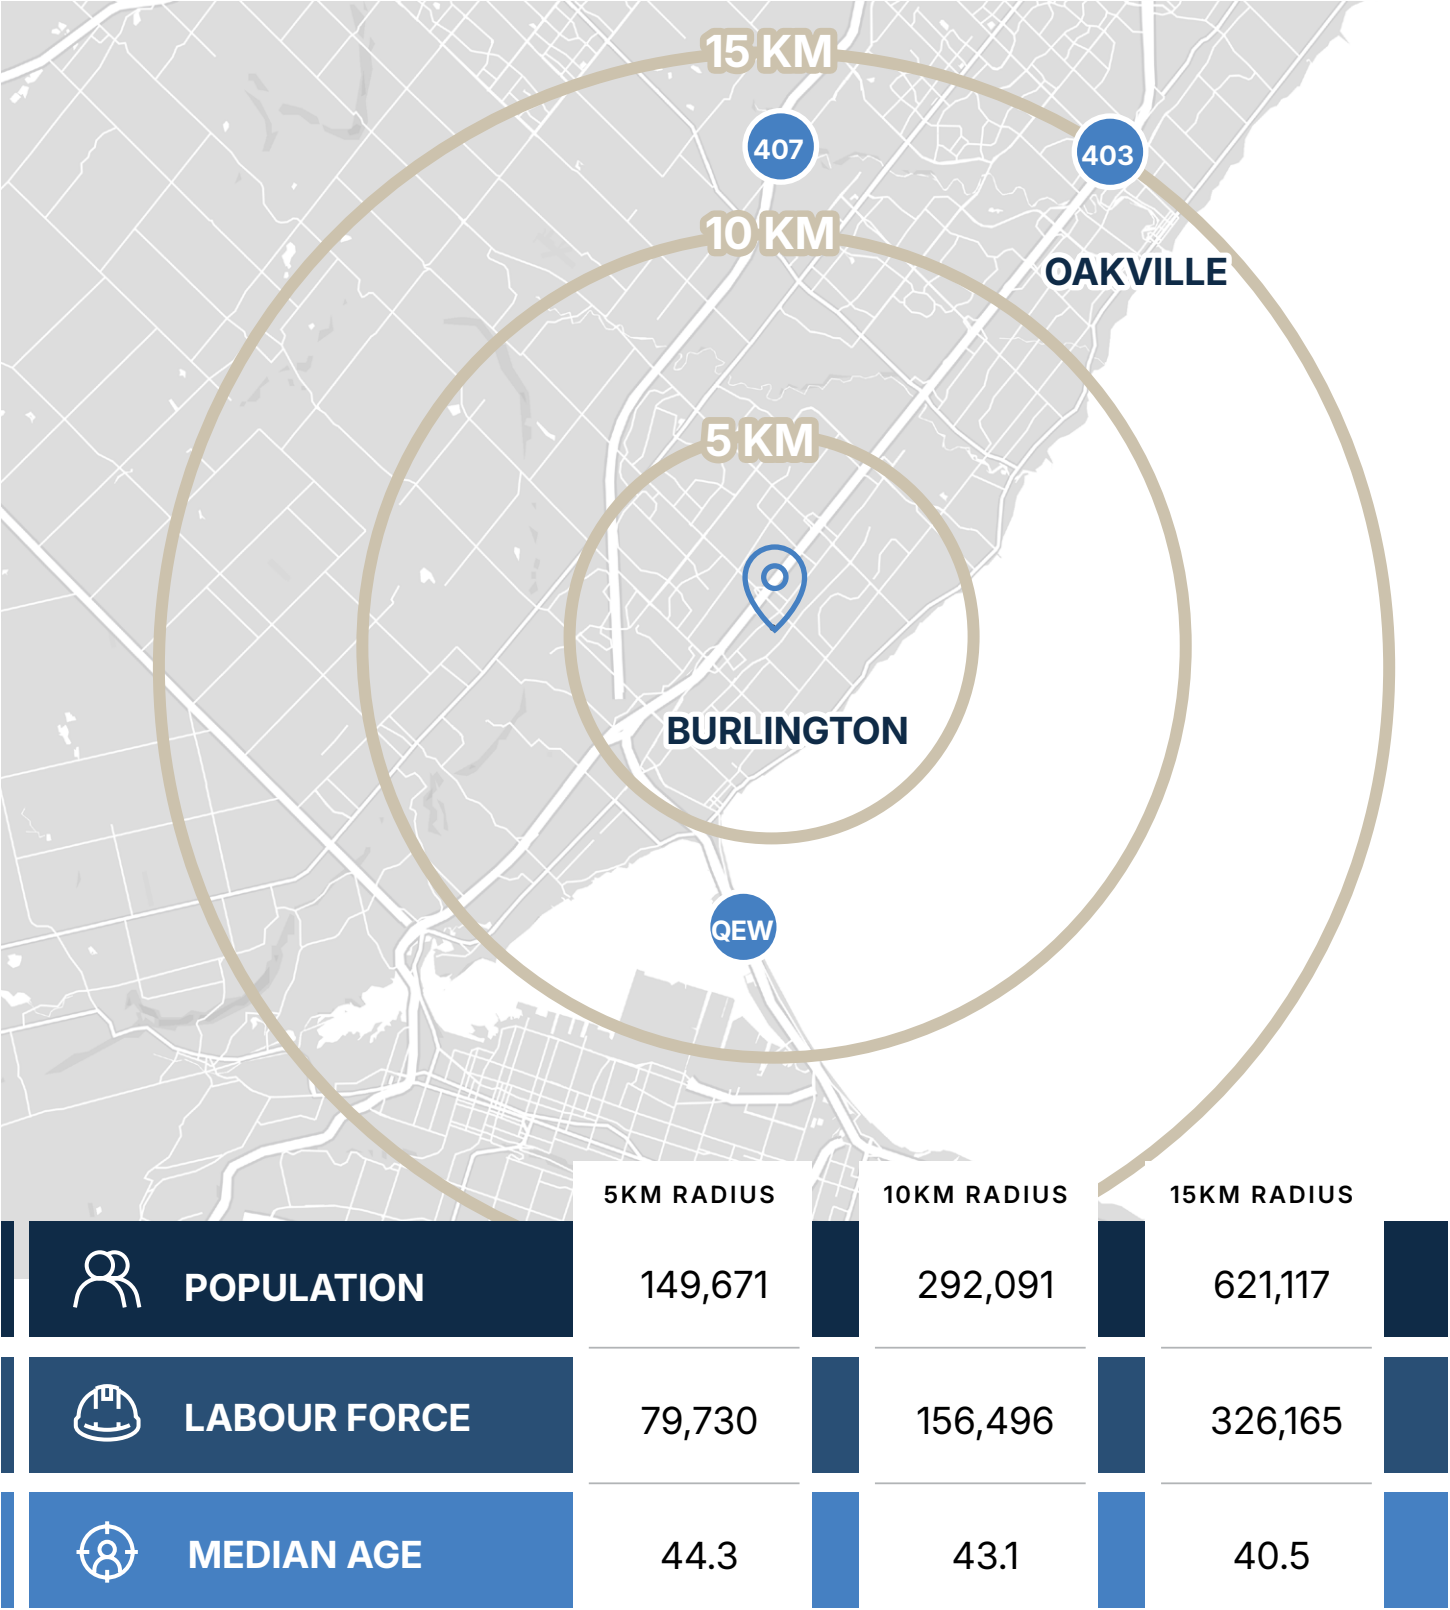 15 KM
407
403
10 KM
OAKVILLE
5 KM
BURLINGTON
QEW
5KM RADIUS 10KM RADIUS 15KM RADIUS
POPULATION 149,671 292,091 621,117
LABOUR FORCE 79,730 156,496 326,165
MEDIAN AGE 44.3 43.1 40.5